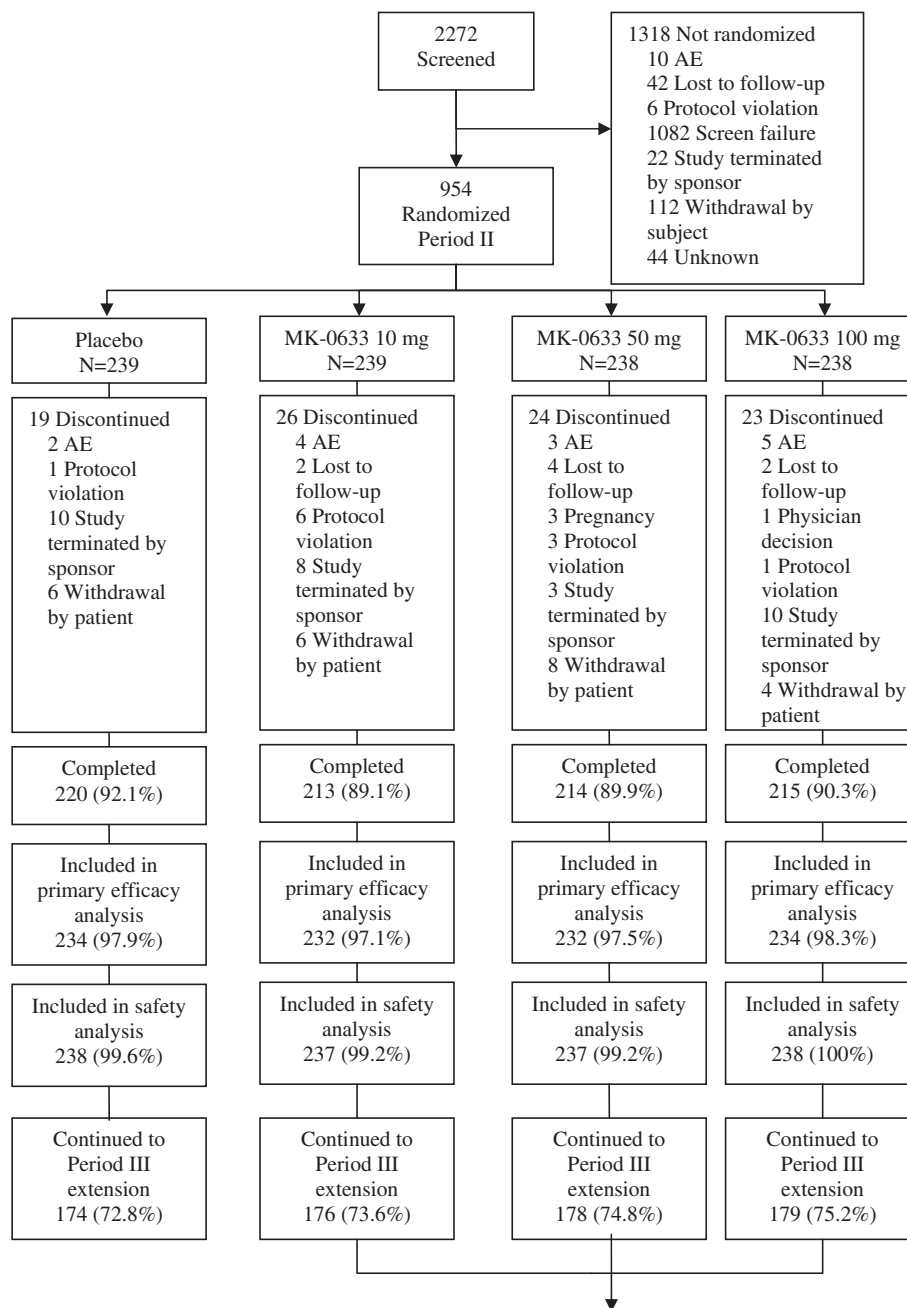 2272
Screened
1318 Not randomized
10 AE
42 Lost to follow-up
6 Protocol violation
1082 Screen failure
22 Study terminated
by sponsor
112 Withdrawal by
subject
44 Unknown
954
Randomized
Period II
Placebo
N=239
19 Discontinued
2 AE
1 Protocol
violation
10 Study
terminated by
sponsor
6 Withdrawal
by patient
Completed
220 (92.1%)
Included in
primary efficacy
analysis
234 (97.9%)
Included in safety
analysis
238 (99.6%)
Continued to
Period III
extension
174 (72.8%)
MK-0633 10 mg
N=239
26 Discontinued
4 AE
2 Lost to
follow-up
6 Protocol
violation
8 Study
terminated by
sponsor
6 Withdrawal
by patient
Completed
213 (89.1%)
Included in
primary efficacy
analysis
232 (97.1%)
Included in safety
analysis
237 (99.2%)
Continued to
Period III
extension
176 (73.6%)
MK-0633 50 mg
N=238
24 Discontinued
3 AE
4 Lost to
follow-up
3 Pregnancy
3 Protocol
violation
3 Study
terminated by
sponsor
8 Withdrawal
by patient
Completed
214 (89.9%)
Included in
primary efficacy
analysis
232 (97.5%)
Included in safety
analysis
237 (99.2%)
Continued to
Period III
extension
178 (74.8%)
MK-0633 100 mg
N=238
23 Discontinued
5 AE
2 Lost to
follow-up
1 Physician
decision
1 Protocol
violation
10 Study
terminated by
sponsor
4 Withdrawal by
patient
Completed
215 (90.3%)
Included in
primary efficacy
analysis
234 (98.3%)
Included in safety
analysis
238 (100%)
Continued to
Period III
extension
179 (75.2%)